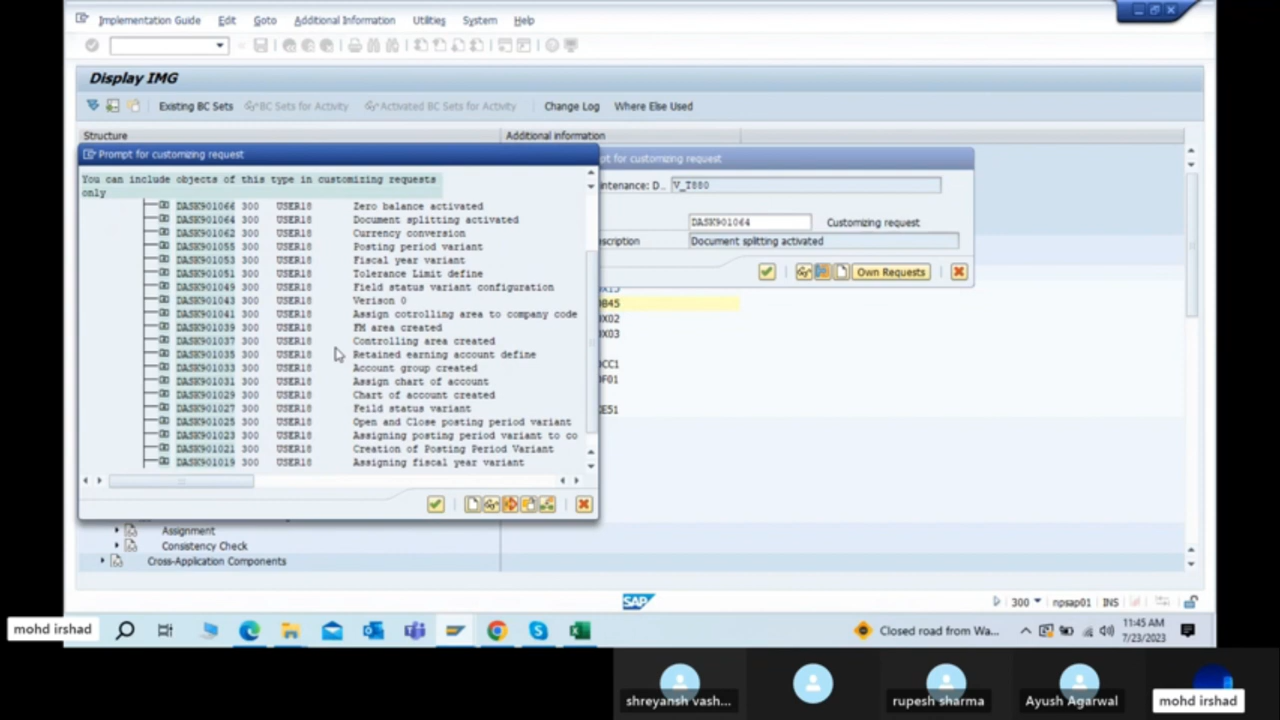 Implementation Guide Edit Goto Additional Information Utilities System Help
Display IMG
Existing BC Sets BC Sets for Activity Activated BC Sets for Activity Change Log Where Else Used
Structure Additional information
Prompt for customizing request
pt for customizing request
You can include objects of this type in customizing requests
only
ntenance: D.. V_T880
DASK901064 Customizing request
scription Document splitting activated
Own Requests
DASK901066 300 USER18 Zero balance activated
DASK901064 300 USER18 Document splitting activated
DASK901062 300 USER18 Currency conversion
DASK901055 300 USER18 Posting period variant
DASK901053 300 USER18 Fiscal year variant
DASK901051 300 USER18 Tolerance Limit define
DASK901049 300 USER18 Field status variant configuration
DASK901043 300 USER18 Verison 0
DASK901041 300 USER18 Assign cotrolling area to company code
DASK901039 300 USER18 FM area created
DASK901037 300 USER18 Controlling area created
DASK901035 300 USER18 Retained earning account define
DASK901033 300 USER18 Account group created
DASK901031 300 USER18 Assign chart of account
DASK901029 300 USER18 Chart of account created
DASK901027 300 USER18 Feild status variant
DASK901025 300 USER18 Open and Close posting period variant
DASK901023 300 USER18 Assigning posting period variant to co
DASK901021 300 USER18 Creation of Posting Period Variant
DASK901019 300 USER18 Assigning fiscal year variant
OX15
OB45
OX02
OX03
OCC1
OF01
CE51
Assignment
Consistency Check
Cross-Application Components
SAP
300 npsap01 INS
mohd irshad
Closed road from Wa...
11:45 AM
7/23/2023
shreyansh vash...
rupesh sharma
Ayush Agarwal
mohd irshad